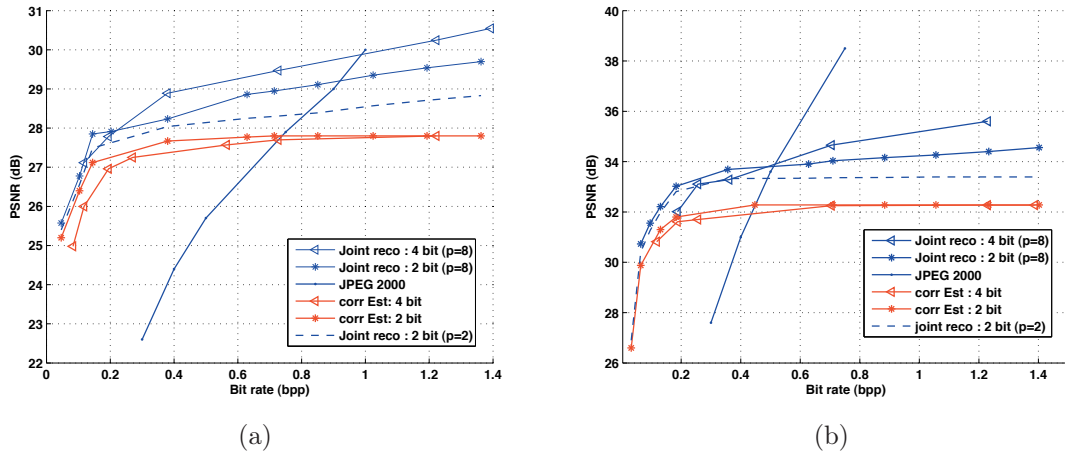 31
30
29
28
27
26
25
24
23
22
PSNR (dB)
0 0.2 0.4 0.6 0.8 1 1.2 1.4
Bit rate (bpp)
Joint reco : 4 bit (p=8)
Joint reco : 2 bit (p=8)
JPEG 2000
corr Est: 4 bit
corr Est: 2 bit
Joint reco : 2 bit (p=2)
(a)
40
38
36
34
32
30
28
26
PSNR (dB)
0.2 0.4 0.6 0.8 1 1.2 1.4
Bit rate (bpp)
Joint reco : 4 bit (p=8)
Joint reco : 2 bit (p=8)
JPEG 2000
corr Est : 4 bit
corr Est : 2 bit
joint reco : 2 bit (p=2)
(b)